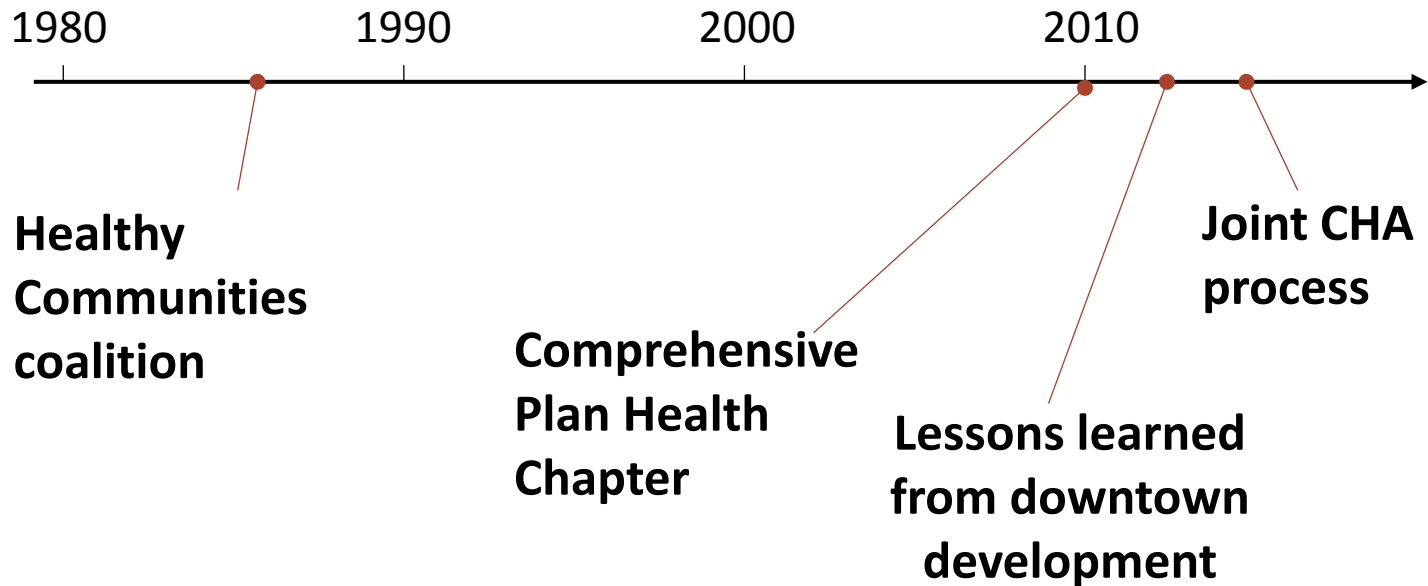 1980 1990 2000 2010
Healthy
Communities
coalition
Comprehensive
Plan Health
Chapter
Lessons learned
from downtown
development
Joint CHA
process